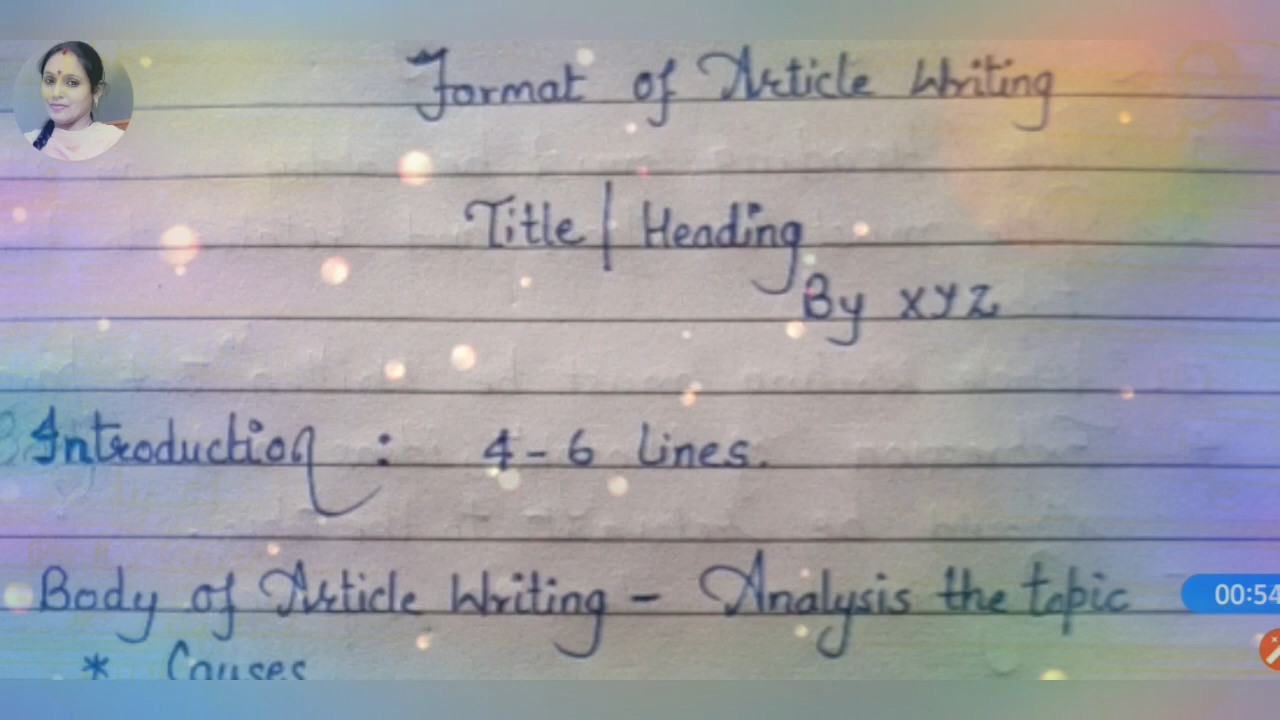 Format of Article Writing
Title | Heading
By XYZ
Introduction : 4-6 Lines.
Body of Article Writing - Analysis the topic
00:54
* Causes